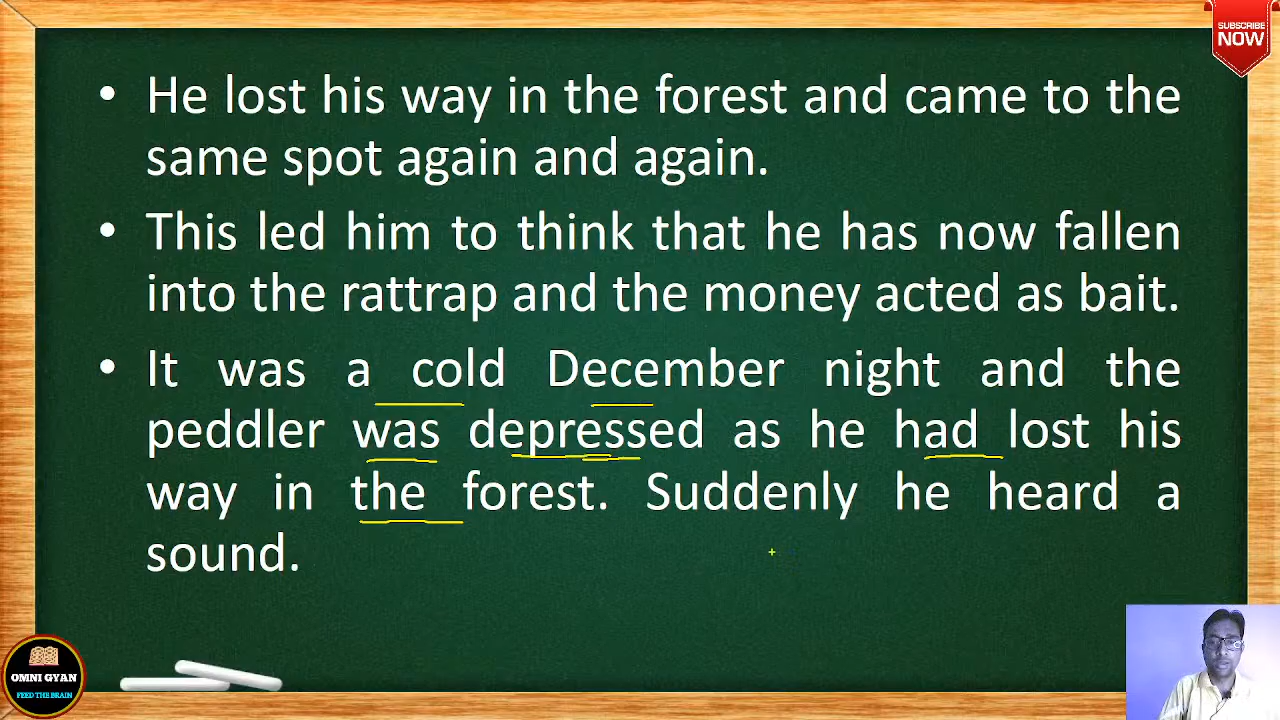 SUBSCRIBE
NOW
• He lost his way in the forest and came to the
same spot again and again.
• This led him to think that he has now fallen
into the rattrap and the money acted as bait.
• It was a cold December night and the
peddler was depressed as he had lost his
way in the forest. Suddenly he heard a
sound.
OMNI GYAN
FEED THE BRAIN